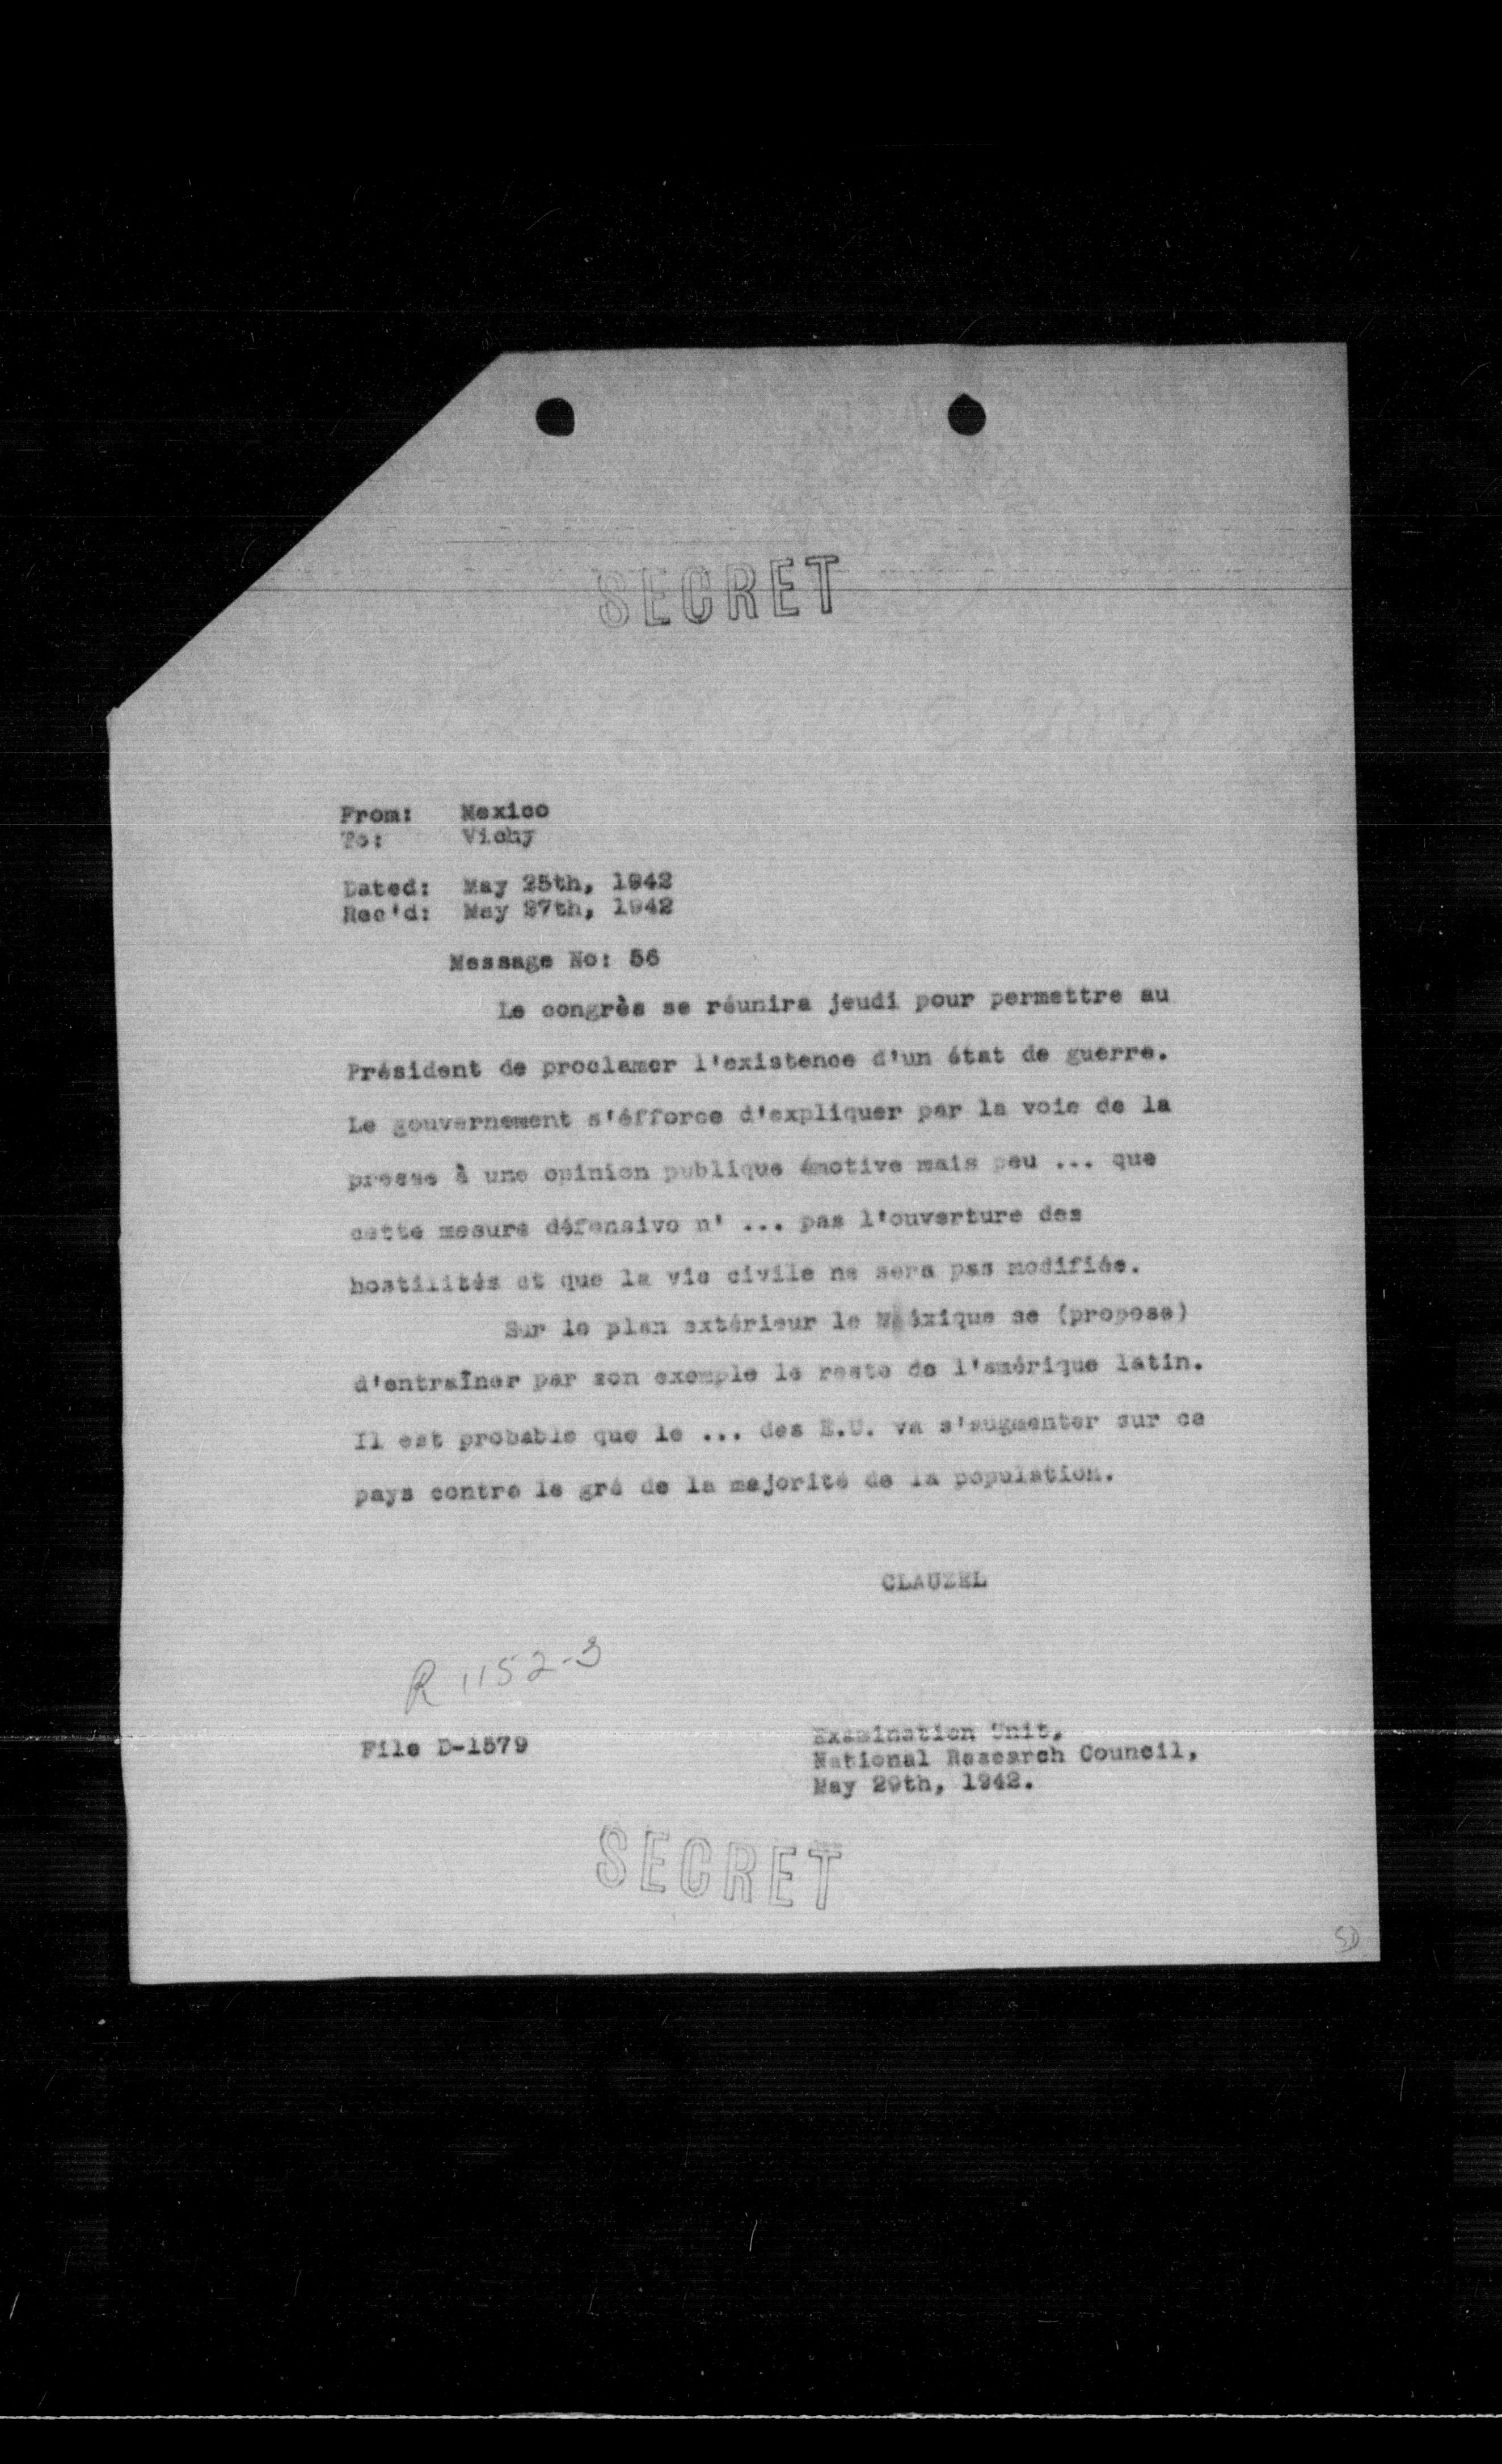 SECRET
From: Mexico
To: Vichy
Dated: May 25th, 1942
Rec'd: May 27th, 1942
Message No: 56
Le congrès se réunira jeudi pour permettre au
Président de proclamer l'existence d'un état de guerre.
Le gouvernement s'éfforce d'expliquer par la voie de la
presse à une opinion publique émotive mais peu ... que
cette mesure défensive n' ... pas l'ouverture des
hostilités et que la vie civile ne sera pas modifiée.
Sur le plan extérieur le Méxique se (propose)
d'entraîner par son exemple le reste de l'amérique latin.
Il est probable que le ... des E.U. va s'augmenter sur ce
pays contre le gré de la majorité de la population.
CLAUZEL
R 1152-3
File D-1579
Examination Unit,
National Research Council,
May 29th, 1942.
SECRET
SD